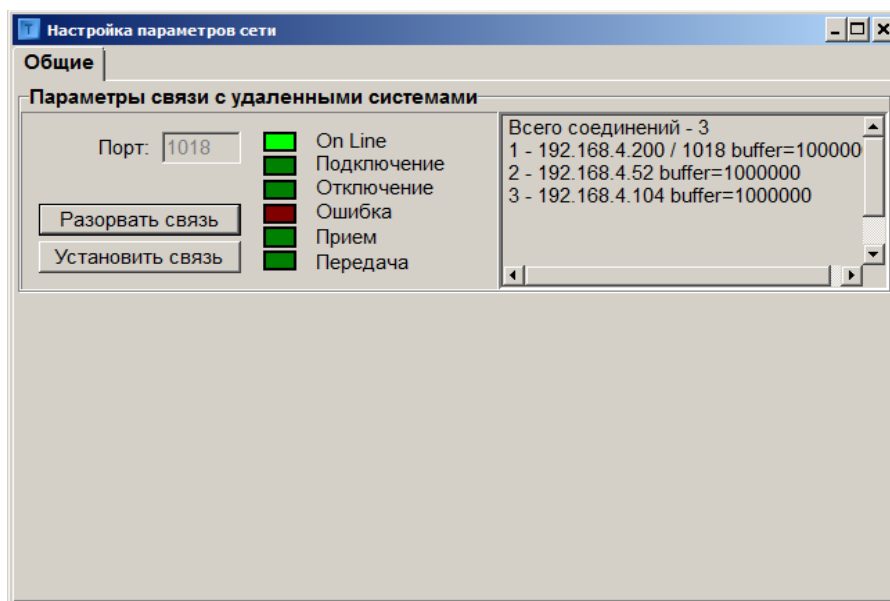 Настройка параметров сети
Общие
Параметры связи с удаленными системами
Порт: 1018
Разорвать связь
Установить связь
On Line
Подключение
Отключение
Ошибка
Прием
Передача
Всего соединений - 3
1 - 192.168.4.200 / 1018 buffer=100000
2 - 192.168.4.52 buffer=1000000
3 - 192.168.4.104 buffer=1000000